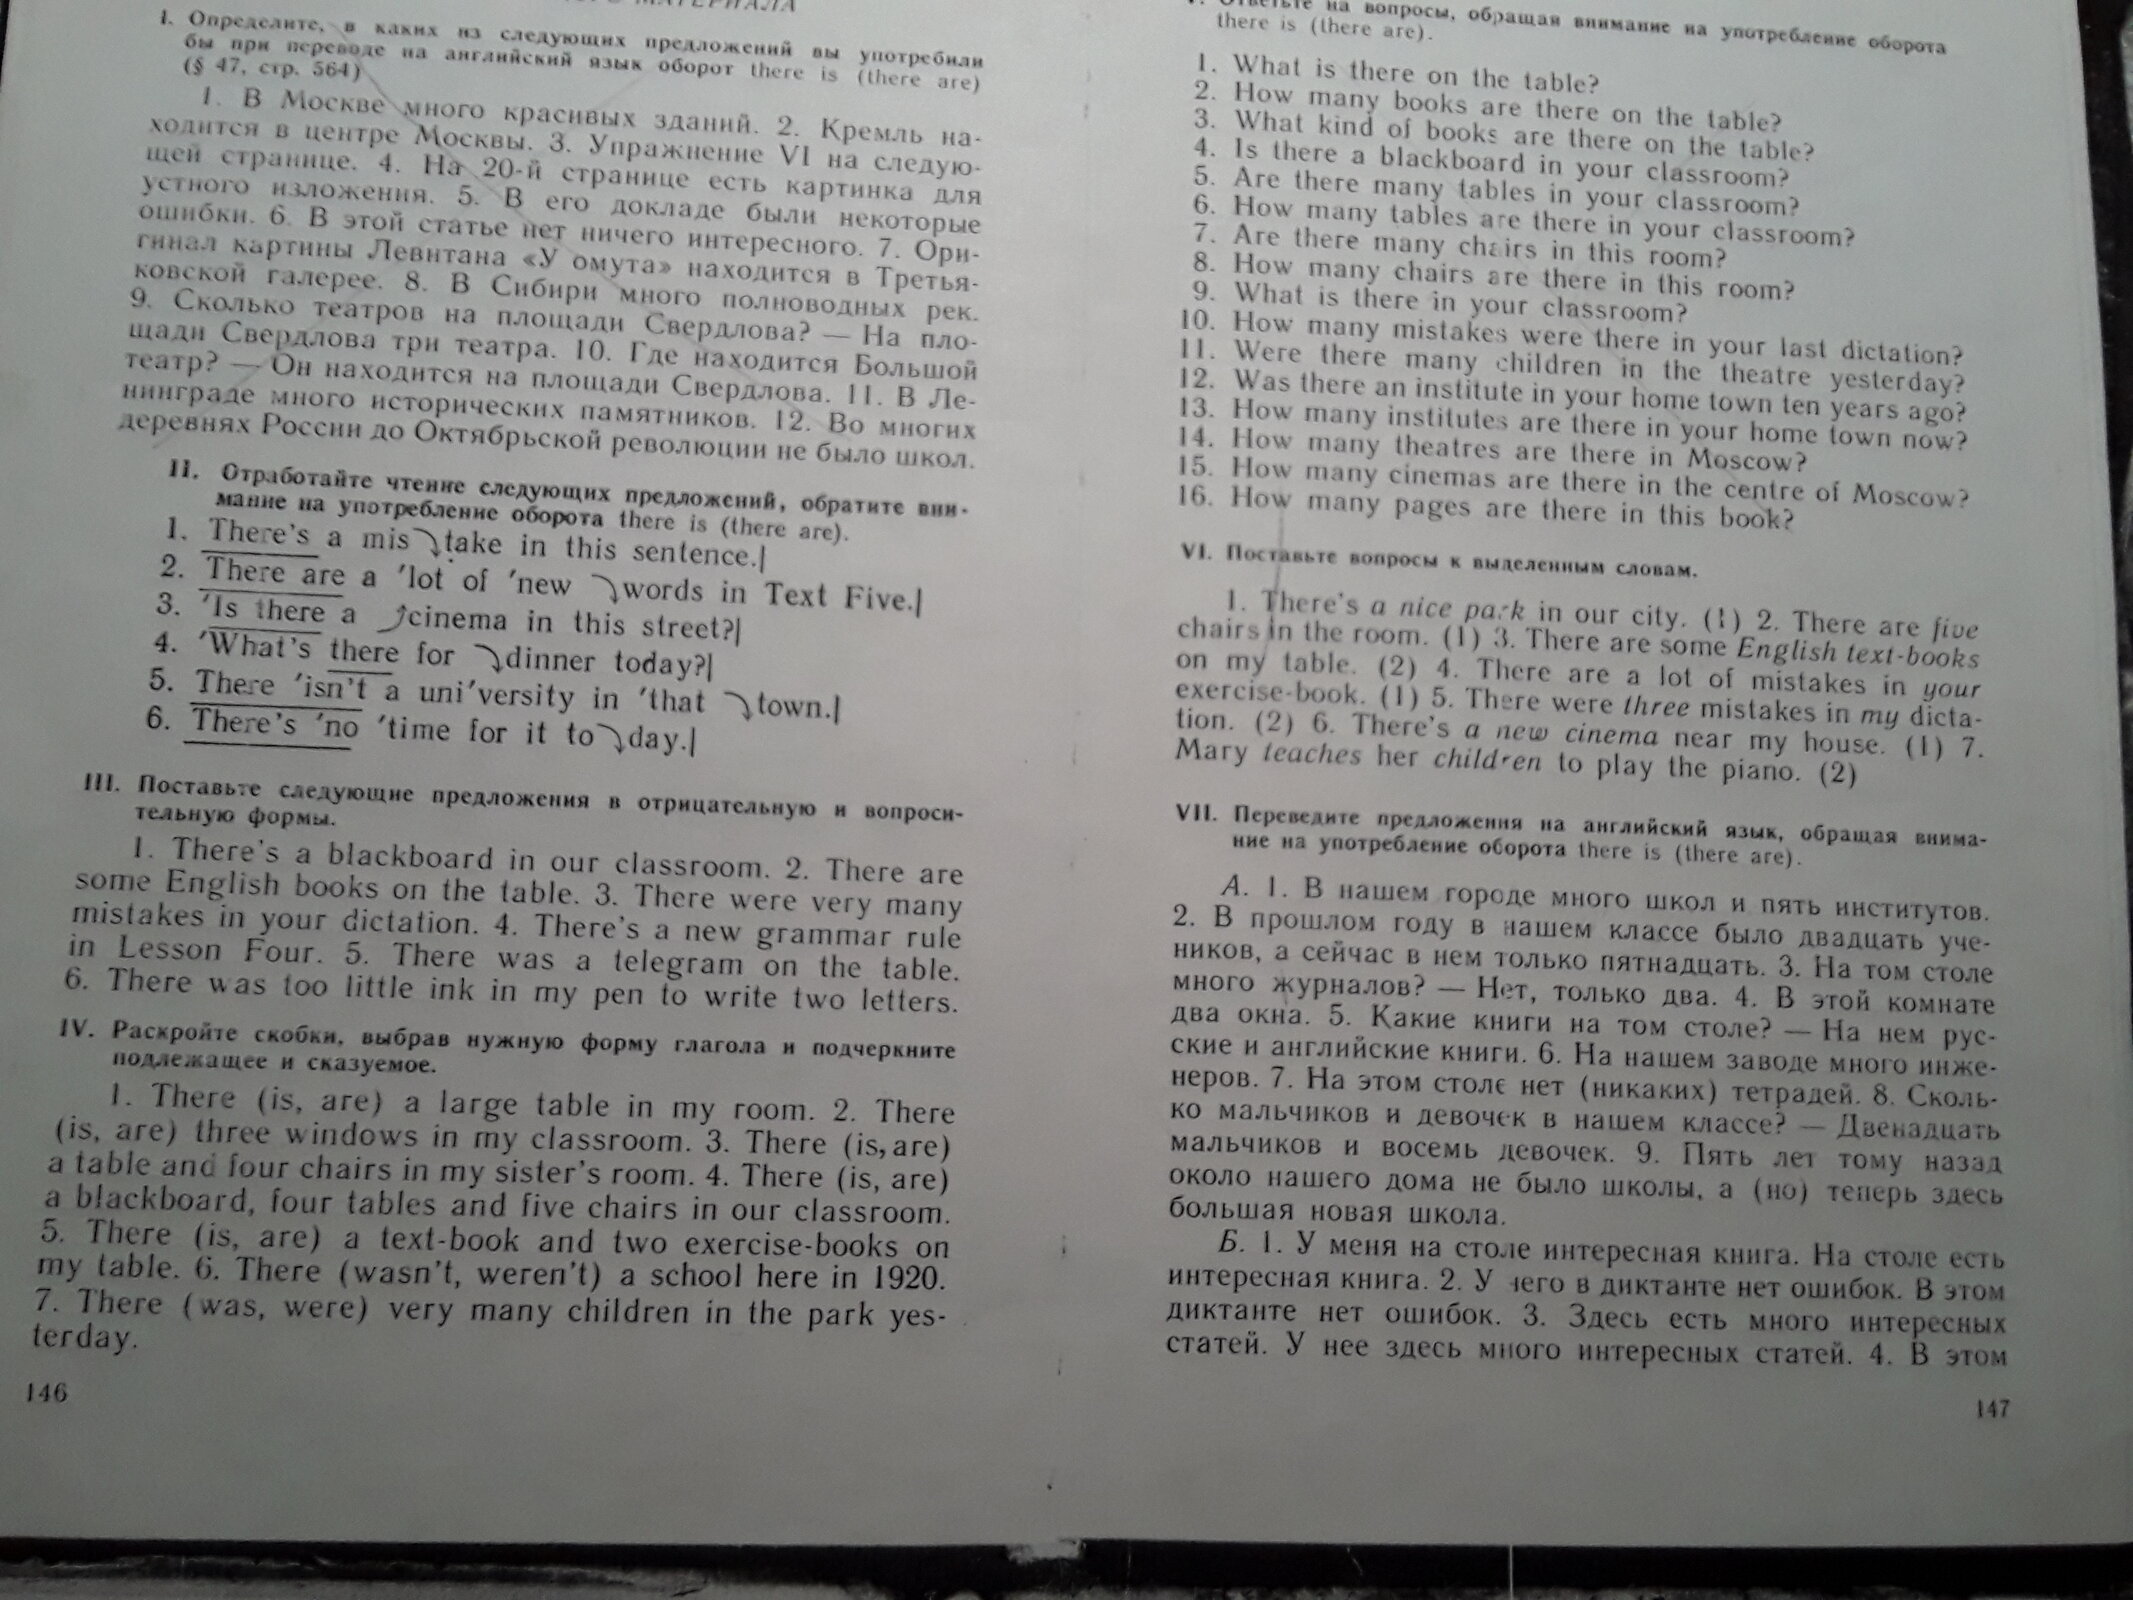 МАТЕРИАЛА
I. Определите, в каких из следующих предложений вы употребили
бы при переводе на английский язык оборот there is (there are)
(§ 47, стр. 564)
1. В Москве много красивых зданий. 2. Кремль на-
ходится в центре Москвы. 3. Упражнение VI на следую-
щей странице. 4. На 20-й странице есть картинка для
устного изложения. 5. В его докладе были некоторые
ошибки. 6. В этой статье нет ничего интересного. 7. Ори-
гинал картины Левитана «У омута» находится в Третья-
ковской галерее. 8. В Сибири много полноводных рек.
9. Сколько театров на площади Свердлова? — На пло-
щади Свердлова три театра. 10. Где находится Большой
театр? — Он находится на площади Свердлова. 11. В Ле-
нинграде много исторических памятников. 12. Во многих
деревнях России до Октябрьской революции не было школ.
II. Отработайте чтение следующих предложений, обратите вни-
мание на употребление оборота there is (there are).
1. There's a mis⤵take in this sentence.|
2. There are a 'lot of 'new ⤵words in Text Five.|
3. 'Is there a ⤴cinema in this street?|
4. 'What's there for ⤵dinner today?|
5. There 'isn't a uni'versity in 'that ⤵town.|
6. There's 'no 'time for it to⤵day.|
III. Поставьте следующие предложения в отрицательную и вопроси-
тельную формы.
1. There's a blackboard in our classroom. 2. There are
some English books on the table. 3. There were very many
mistakes in your dictation. 4. There's a new grammar rule
in Lesson Four. 5. There was a telegram on the table.
6. There was too little ink in my pen to write two letters.
IV. Раскройте скобки, выбрав нужную форму глагола и подчеркните
подлежащее и сказуемое.
1. There (is, are) a large table in my room. 2. There
(is, are) three windows in my classroom. 3. There (is, are)
a table and four chairs in my sister's room. 4. There (is, are)
a blackboard, four tables and five chairs in our classroom.
5. There (is, are) a text-book and two exercise-books on
my table. 6. There (wasn't, weren't) a school here in 1920.
7. There (was, were) very many children in the park yes-
terday.
146
V. Ответьте на вопросы, обращая внимание на употребление оборота
there is (there are).
1. What is there on the table?
2. How many books are there on the table?
3. What kind of books are there on the table?
4. Is there a blackboard in your classroom?
5. Are there many tables in your classroom?
6. How many tables are there in your classroom?
7. Are there many chairs in this room?
8. How many chairs are there in this room?
9. What is there in your classroom?
10. How many mistakes were there in your last dictation?
11. Were there many children in the theatre yesterday?
12. Was there an institute in your home town ten years ago?
13. How many institutes are there in your home town now?
14. How many theatres are there in Moscow?
15. How many cinemas are there in the centre of Moscow?
16. How many pages are there in this book?
VI. Поставьте вопросы к выделенным словам.
1. There's a nice park in our city. (1) 2. There are five
chairs in the room. (1) 3. There are some English text-books
on my table. (2) 4. There are a lot of mistakes in your
exercise-book. (1) 5. There were three mistakes in my dicta-
tion. (2) 6. There's a new cinema near my house. (1) 7.
Mary teaches her children to play the piano. (2)
VII. Переведите предложения на английский язык, обращая внима-
ние на употребление оборота there is (there are).
А. 1. В нашем городе много школ и пять институтов.
2. В прошлом году в нашем классе было двадцать уче-
ников, а сейчас в нем только пятнадцать. 3. На том столе
много журналов? — Нет, только два. 4. В этой комнате
два окна. 5. Какие книги на том столе? — На нем рус-
ские и английские книги. 6. На нашем заводе много инже-
неров. 7. На этом столе нет (никаких) тетрадей. 8. Сколь-
ко мальчиков и девочек в нашем классе? — Двенадцать
мальчиков и восемь девочек. 9. Пять лет тому назад
около нашего дома не было школы, а (но) теперь здесь
большая новая школа.
Б. 1. У меня на столе интересная книга. На столе есть
интересная книга. 2. У него в диктанте нет ошибок. В этом
диктанте нет ошибок. 3. Здесь есть много интересных
статей. У нее здесь много интересных статей. 4. В этом
147